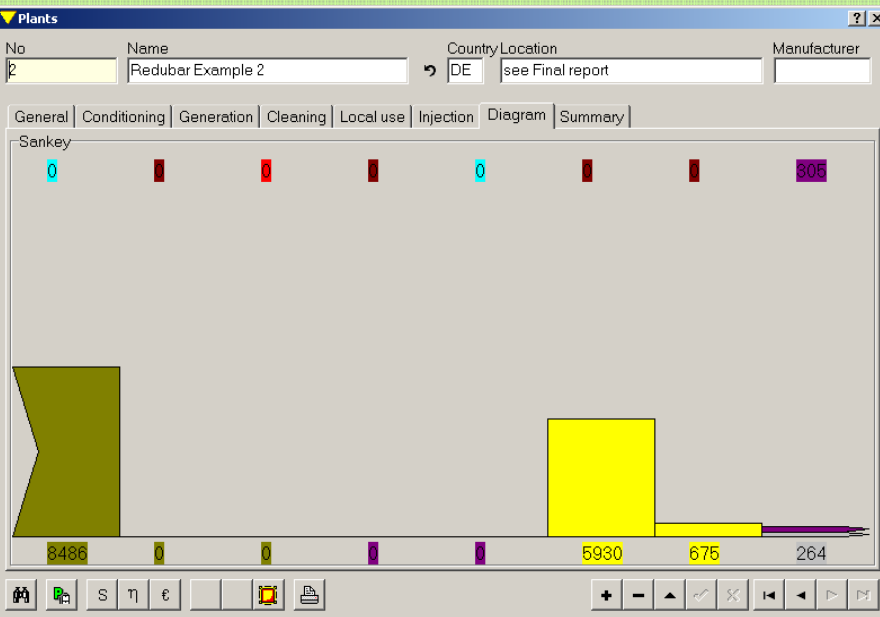 Plants
No Name Country Location Manufacturer
2 Redubar Example 2 DE see Final report
General Conditioning Generation Cleaning Local use Injection Diagram Summary
Sankey
0 0 0 0 0 0 0 305
8486 0 0 0 0 5930 675 264
S η €